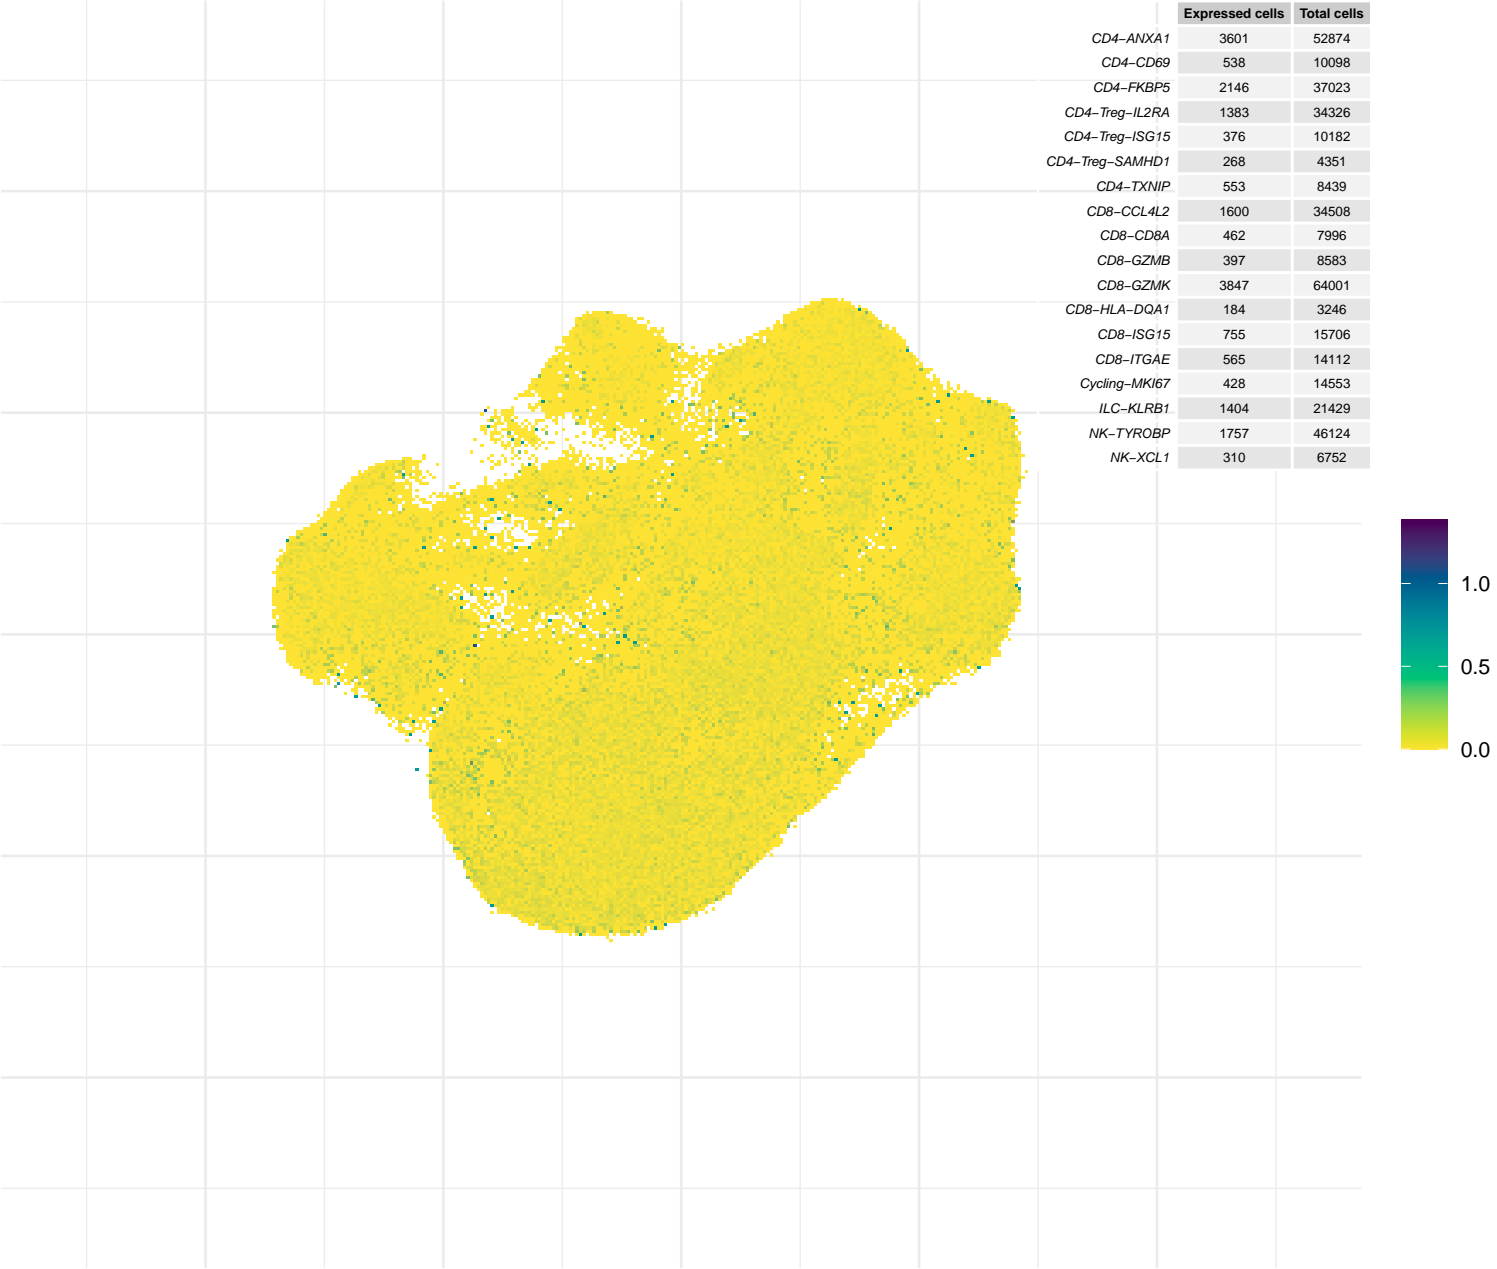 Expressed cells Total cells
CD4−ANXA1 3601 52874
CD4−CD69 538 10098
CD4−FKBP5 2146 37023
CD4−Treg−IL2RA 1383 34326
CD4−Treg−ISG15 376 10182
CD4−Treg−SAMHD1 268 4351
CD4−TXNIP 553 8439
CD8−CCL4L2 1600 34508
CD8−CD8A 462 7996
CD8−GZMB 397 8583
CD8−GZMK 3847 64001
CD8−HLA−DQA1 184 3246
CD8−ISG15 755 15706
CD8−ITGAE 565 14112
Cycling−MKI67 428 14553
ILC−KLRB1 1404 21429
NK−TYROBP 1757 46124
NK−XCL1 310 6752
1.0
0.5
0.0